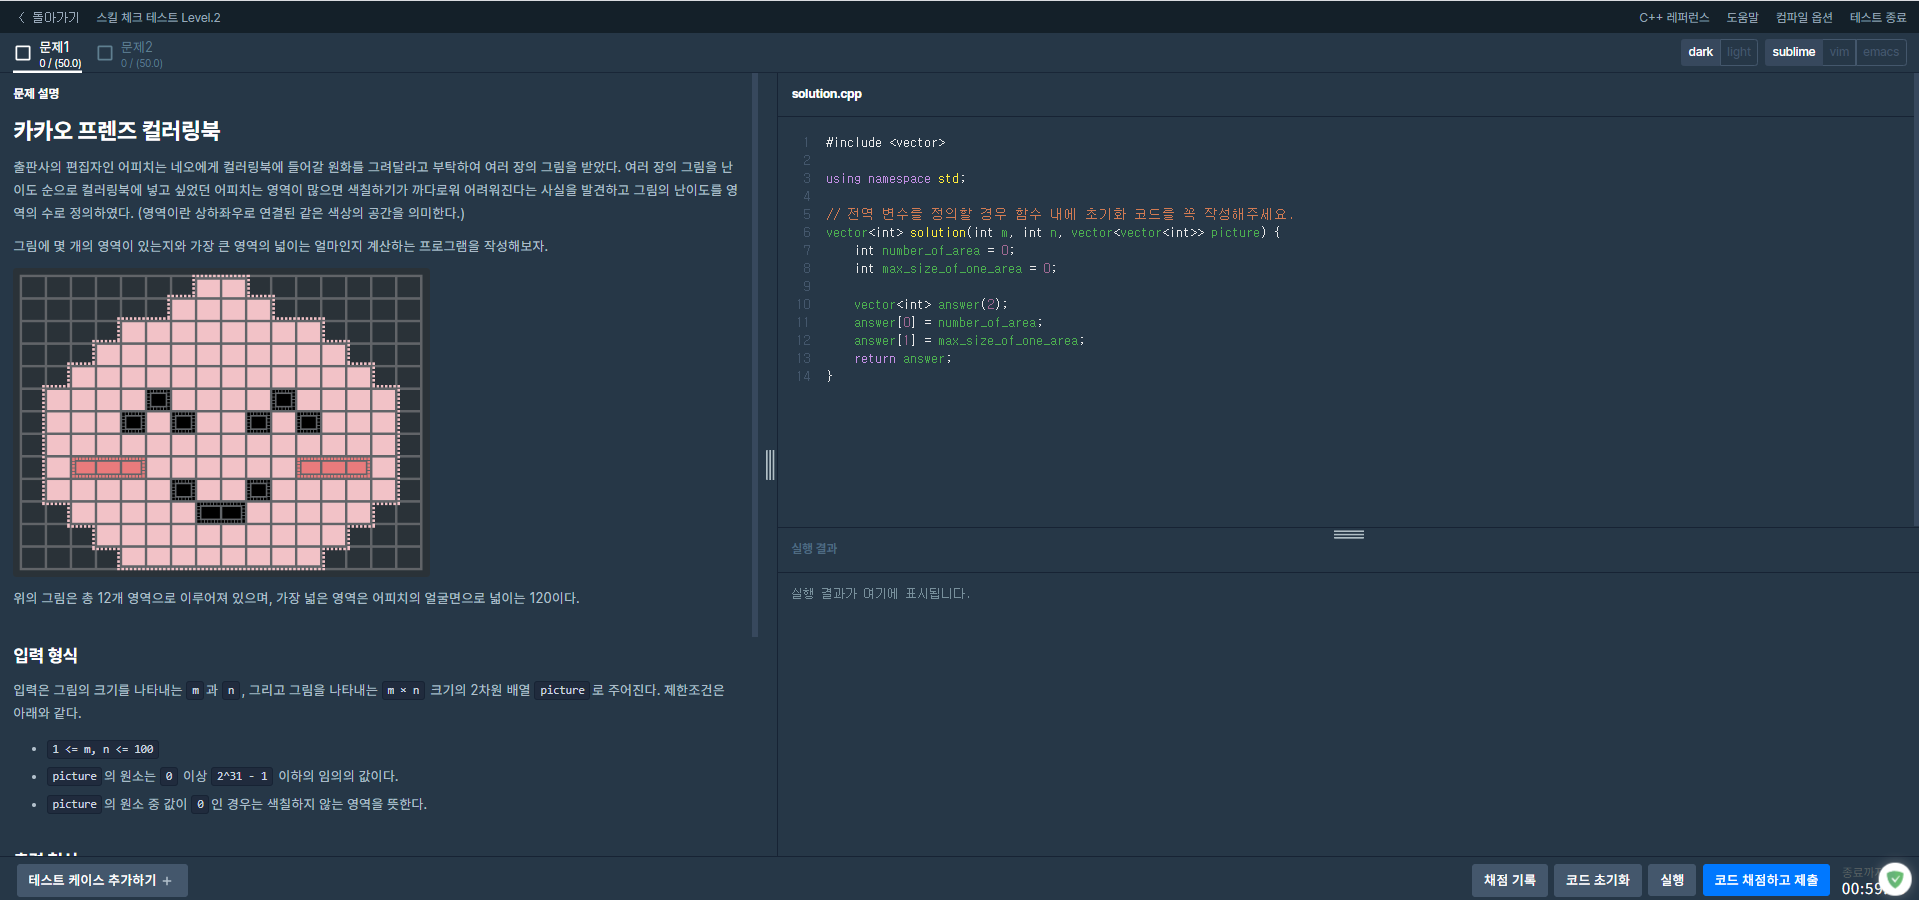 돌아가기 스킬 체크 테스트 Level.2 C++ 레퍼런스 도움말 컴파일 옵션 테스트 종료
문제1 문제2
0 / (50.0) 0 / (50.0)
dark light sublime vim emacs
문제 설명
카카오 프렌즈 컬러링북
출판사의 편집자인 어피치는 네오에게 컬러링북에 들어갈 원화를 그려달라고 부탁하여 여러 장의 그림을 받았다. 여러 장의 그림을 난
이도 순으로 컬러링북에 넣고 싶었던 어피치는 영역이 많으면 색칠하기가 까다로워 어려워진다는 사실을 발견하고 그림의 난이도를 영
역의 수로 정의하였다. (영역이란 상하좌우로 연결된 같은 색상의 공간을 의미한다.)
그림에 몇 개의 영역이 있는지와 가장 큰 영역의 넓이는 얼마인지 계산하는 프로그램을 작성해보자.
위의 그림은 총 12개 영역으로 이루어져 있으며, 가장 넓은 영역은 어피치의 얼굴면으로 넓이는 120이다.
입력 형식
입력은 그림의 크기를 나타내는 m 과 n , 그리고 그림을 나타내는 m × n 크기의 2차원 배열 picture 로 주어진다. 제한조건은
아래와 같다.
• 1 <= m, n <= 100
• picture 의 원소는 0 이상 2^31 - 1 이하의 임의의 값이다.
• picture 의 원소 중 값이 0 인 경우는 색칠하지 않는 영역을 뜻한다.
solution.cpp
1 #include <vector>
2
3 using namespace std;
4
5 // 전역 변수를 정의할 경우 함수 내에 초기화 코드를 꼭 작성해주세요.
6 vector<int> solution(int m, int n, vector<vector<int>> picture) {
7 int number_of_area = 0;
8 int max_size_of_one_area = 0;
9
10 vector<int> answer(2);
11 answer[0] = number_of_area;
12 answer[1] = max_size_of_one_area;
13 return answer;
14 }
실행 결과
실행 결과가 여기에 표시됩니다.
테스트 케이스 추가하기 +
채점 기록 코드 초기화 실행 코드 채점하고 제출
00:59